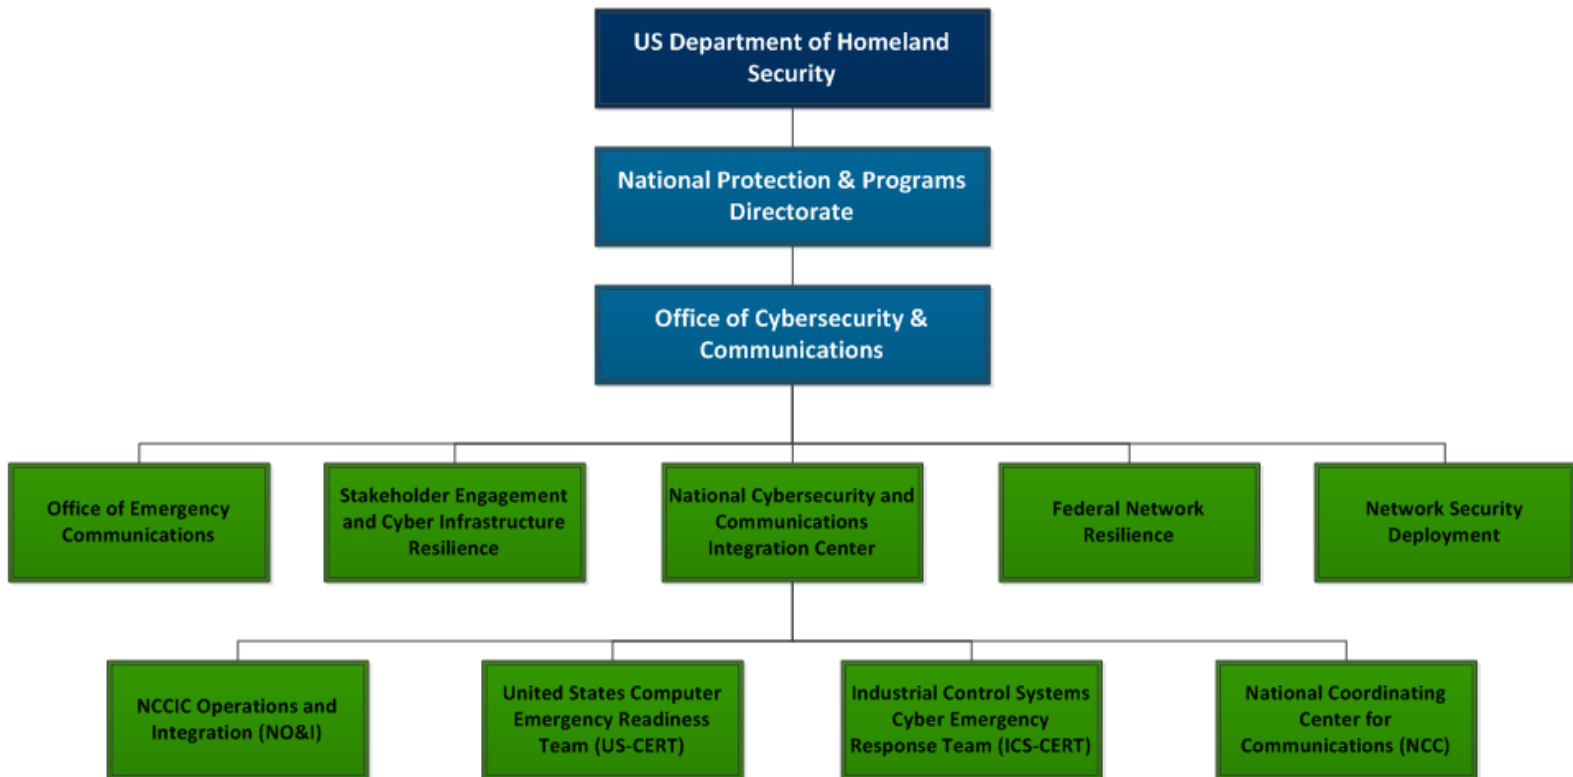 US Department of Homeland
Security
National Protection & Programs
Directorate
Office of Cybersecurity &
Communications
Office of Emergency
Communications
Stakeholder Engagement
and Cyber Infrastructure
Resilience
National Cybersecurity and
Communications
Integration Center
Federal Network
Resilience
Network Security
Deployment
NCCIC Operations and
Integration (NO&I)
United States Computer
Emergency Readiness
Team (US-CERT)
Industrial Control Systems
Cyber Emergency
Response Team (ICS-CERT)
National Coordinating
Center for
Communications (NCC)